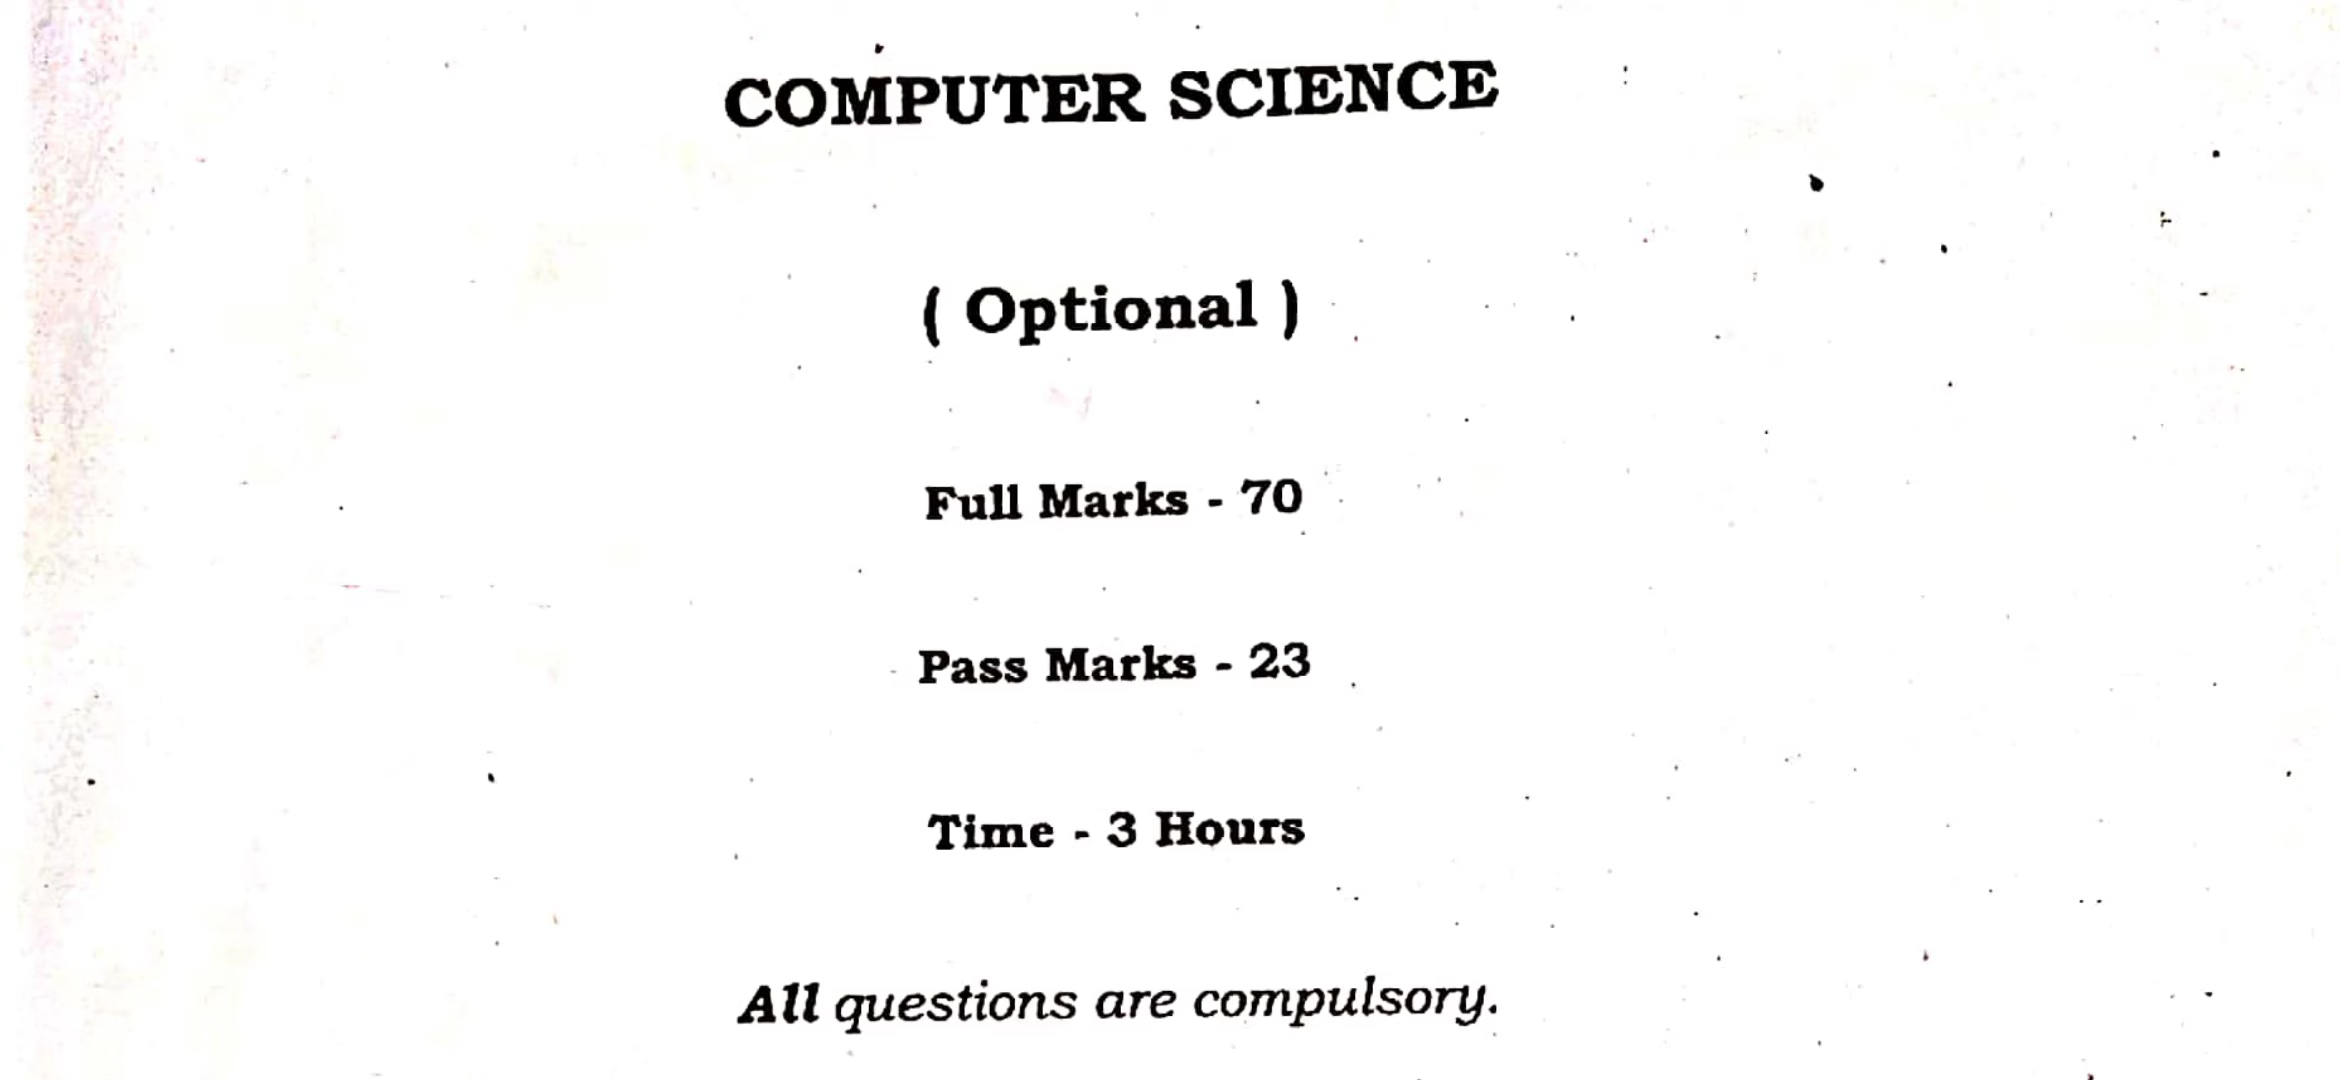 COMPUTER SCIENCE
( Optional )
Full Marks - 70
Pass Marks - 23
Time - 3 Hours
All questions are compulsory.